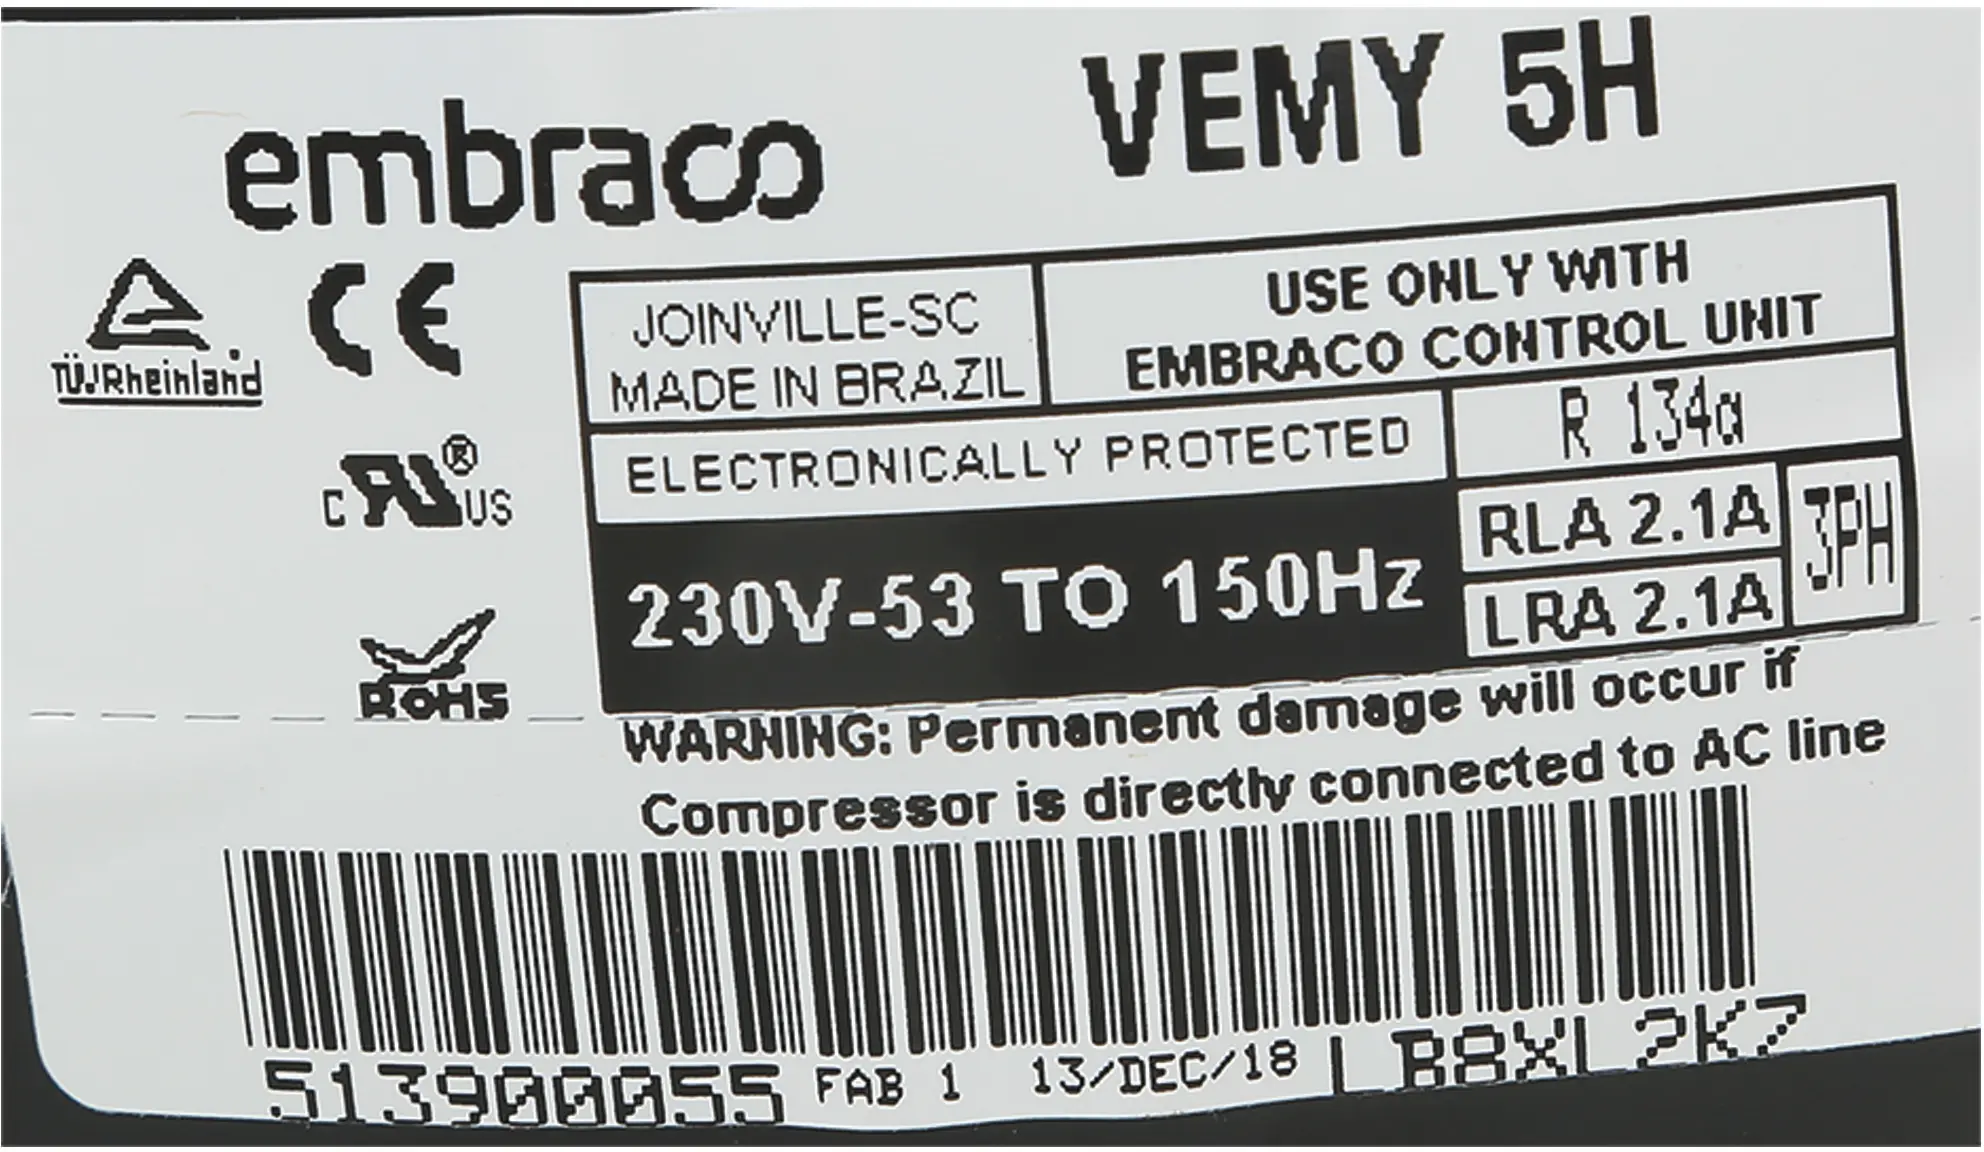 embraco
VEMY 5H
TÜVRheinland
CE
JOINVILLE-SC
MADE IN BRAZIL
USE ONLY WITH
EMBRACO CONTROL UNIT
ELECTRONICALLY PROTECTED
R 134a
C RU® US
230V-53 TO 150Hz
RLA 2.1A
LRA 2.1A
3PH
RoHS
WARNING: Permanent damage will occur if
Compressor is directly connected to AC line
513900055 FAB 1 13/DEC/18